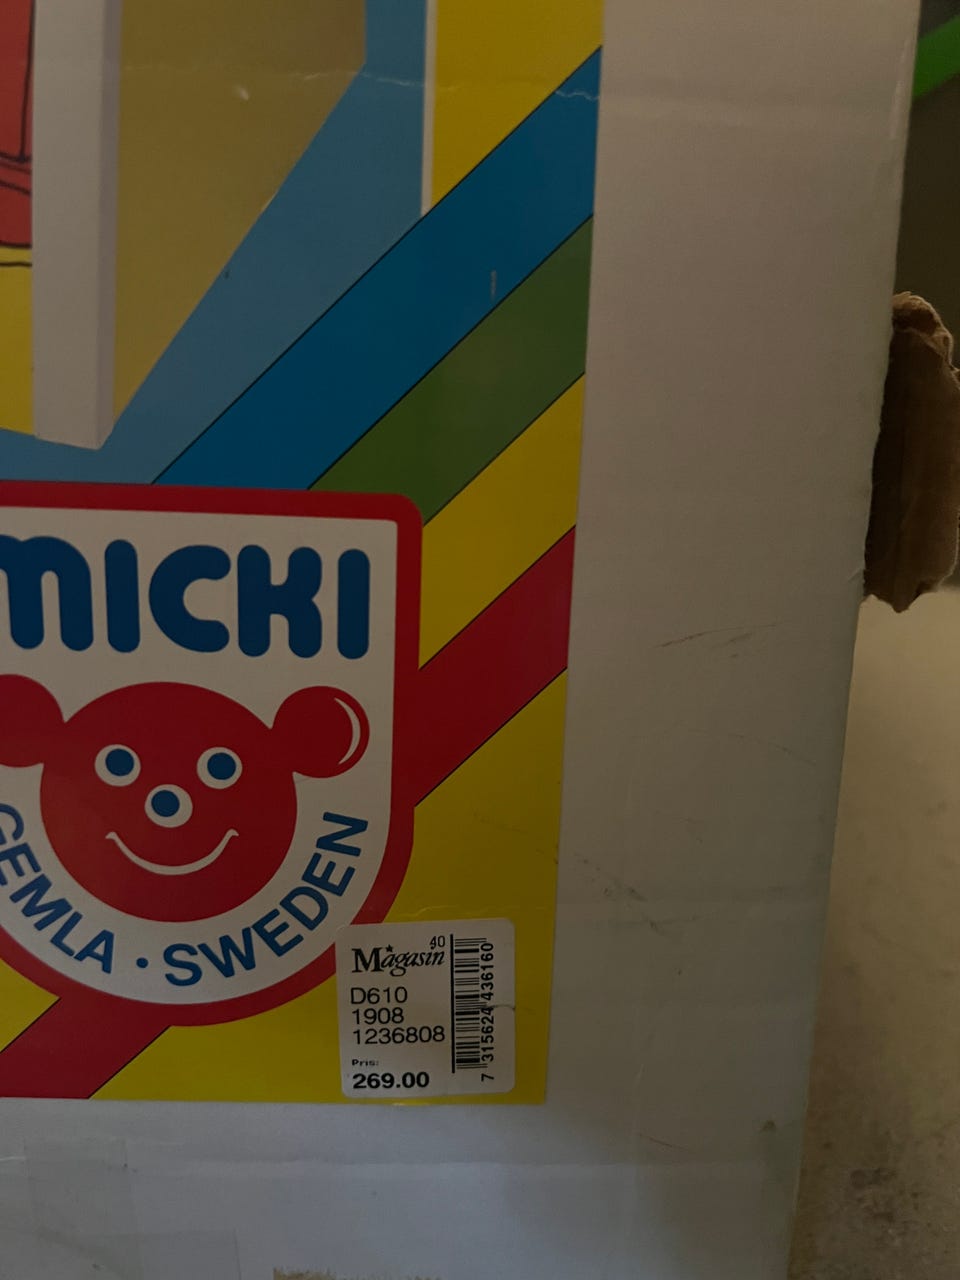 MICKI
GEMLA · SWEDEN
40
Magasin
D610
1908
1236808
Pris:
269.00
7 315624 436160